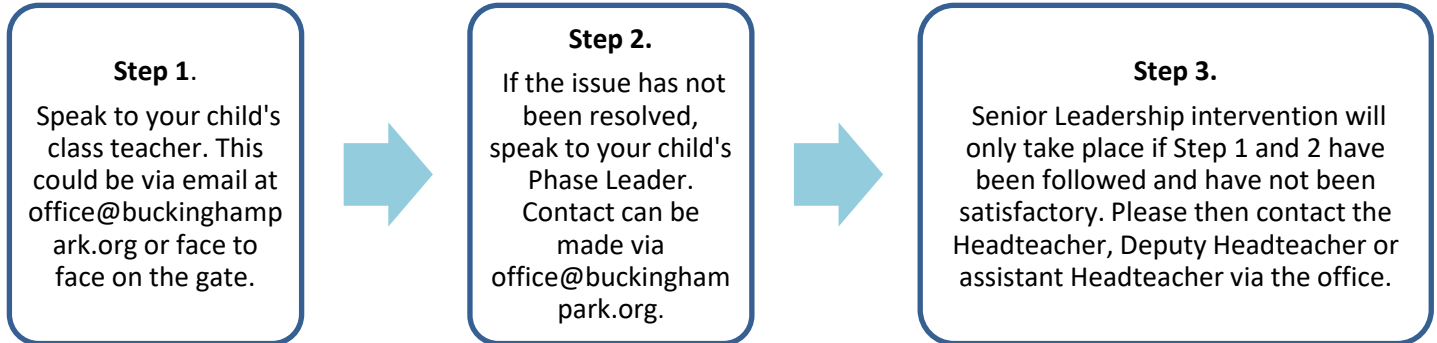 Step 1.
Speak to your child's
class teacher. This
could be via email at
office@buckinghamp
ark.org or face to
face on the gate.
Step 2.
If the issue has not
been resolved,
speak to your child's
Phase Leader.
Contact can be
made via
office@buckingham
park.org.
Step 3.
Senior Leadership intervention will
only take place if Step 1 and 2 have
been followed and have not been
satisfactory. Please then contact the
Headteacher, Deputy Headteacher or
assistant Headteacher via the office.